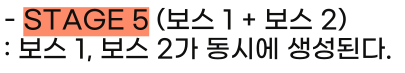 - STAGE 5 (보스 1 + 보스 2)
: 보스 1, 보스 2가 동시에 생성된다.